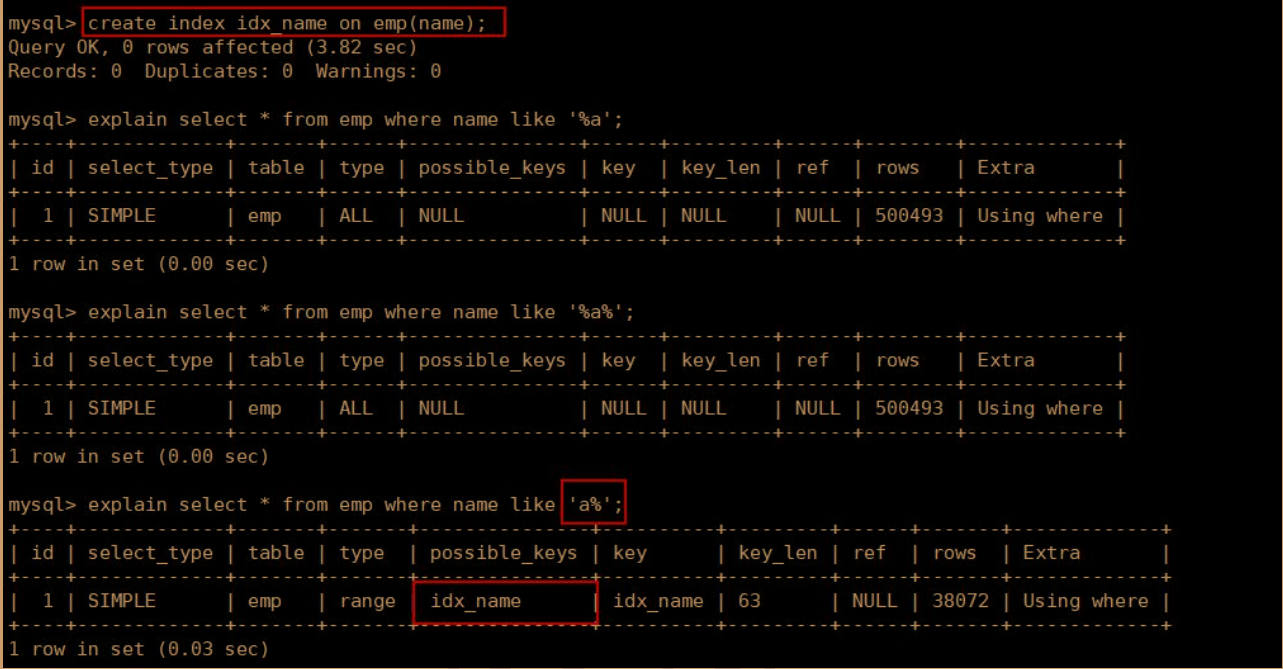 mysql> create index idx_name on emp(name);
Query OK, 0 rows affected (3.82 sec)
Records: 0  Duplicates: 0  Warnings: 0
mysql> explain select * from emp where name like '%a';
+----+-------------+-------+------+---------------+------+---------+------+--------+-------------+
| id | select_type | table | type | possible_keys | key  | key_len | ref  | rows   | Extra       |
+----+-------------+-------+------+---------------+------+---------+------+--------+-------------+
|  1 | SIMPLE      | emp   | ALL  | NULL          | NULL | NULL    | NULL | 500493 | Using where |
+----+-------------+-------+------+---------------+------+---------+------+--------+-------------+
1 row in set (0.00 sec)
mysql> explain select * from emp where name like '%a%';
+----+-------------+-------+------+---------------+------+---------+------+--------+-------------+
| id | select_type | table | type | possible_keys | key  | key_len | ref  | rows   | Extra       |
+----+-------------+-------+------+---------------+------+---------+------+--------+-------------+
|  1 | SIMPLE      | emp   | ALL  | NULL          | NULL | NULL    | NULL | 500493 | Using where |
+----+-------------+-------+------+---------------+------+---------+------+--------+-------------+
1 row in set (0.00 sec)
mysql> explain select * from emp where name like 'a%';
+----+-------------+-------+-------+---------------+----------+---------+------+-------+-------------+
| id | select_type | table | type  | possible_keys | key      | key_len | ref  | rows  | Extra       |
+----+-------------+-------+-------+---------------+----------+---------+------+-------+-------------+
|  1 | SIMPLE      | emp   | range | idx_name      | idx_name | 63      | NULL | 38072 | Using where |
+----+-------------+-------+-------+---------------+----------+---------+------+-------+-------------+
1 row in set (0.03 sec)